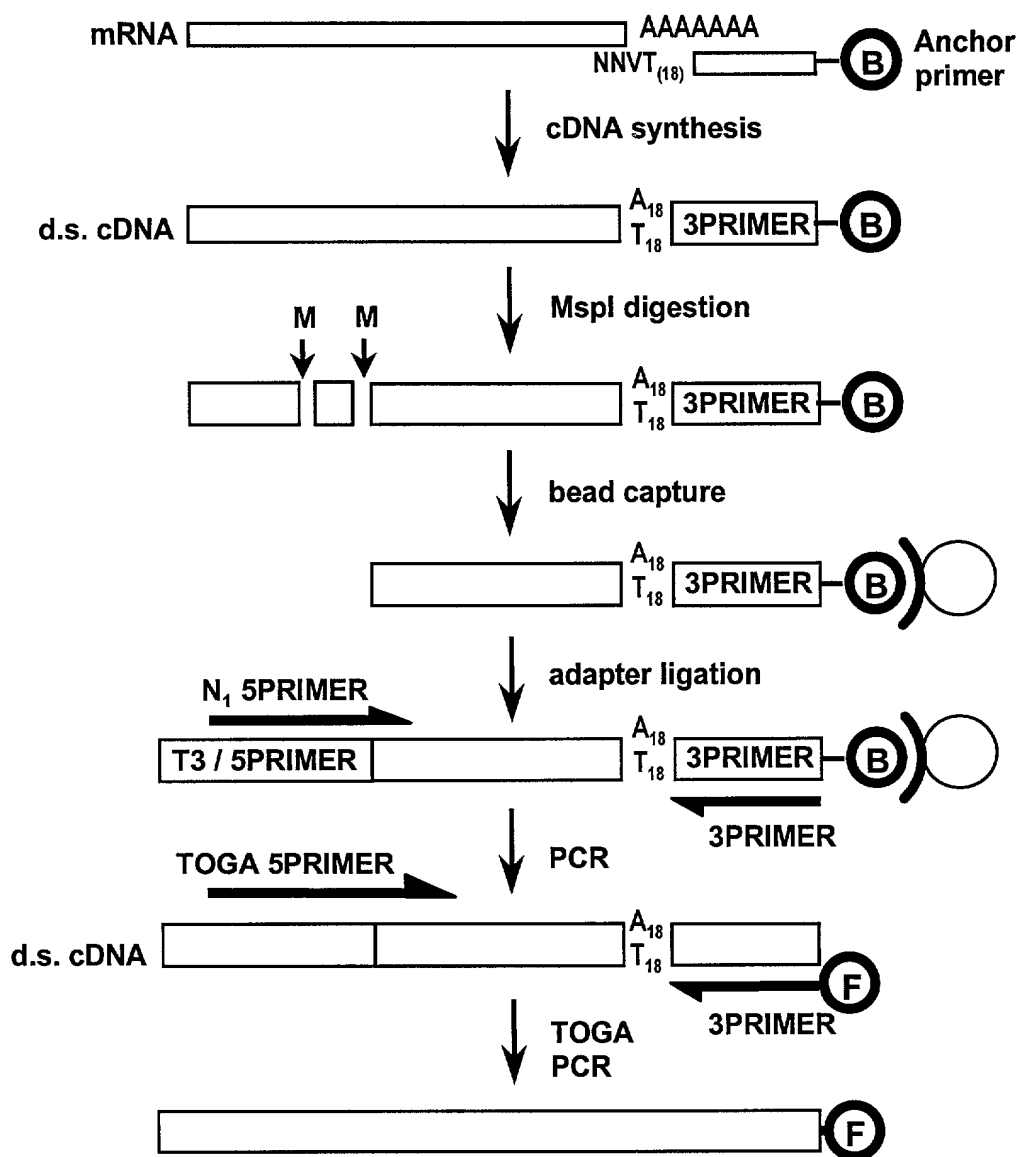 mRNA
AAAAAAA
NNVT(18)
B
Anchor
primer
cDNA synthesis
d.s. cDNA
A18
T18
3PRIMER
B
MspI digestion
M
M
A18
T18
3PRIMER
B
bead capture
A18
T18
3PRIMER
B
adapter ligation
N1 5PRIMER
T3 / 5PRIMER
A18
T18
3PRIMER
B
3PRIMER
PCR
TOGA 5PRIMER
d.s. cDNA
A18
T18
F
3PRIMER
TOGA
PCR
F